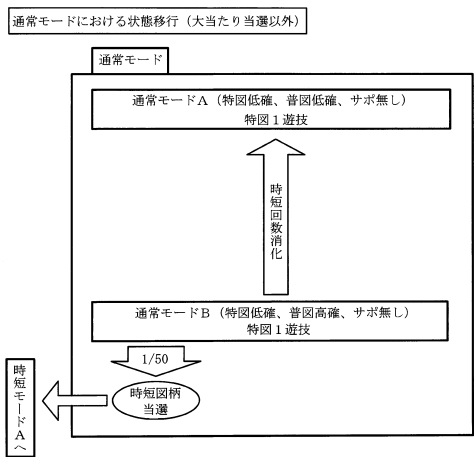 通常モードにおける状態移行（大当たり当選以外）
通常モード
通常モードA（特図低確、普図低確、サポ無し）
特図1遊技
時短回数消化
通常モードB（特図低確、普図高確、サポ無し）
特図1遊技
1/50
時短図柄
当選
時短モードAへ